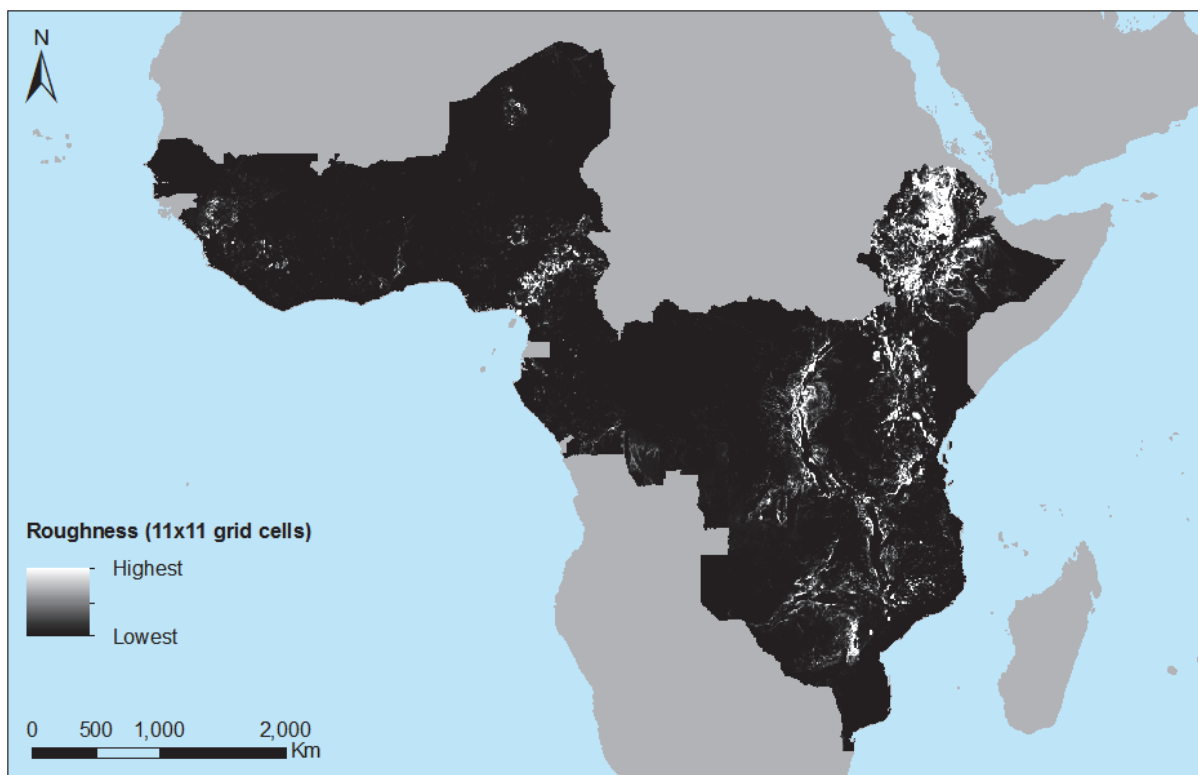 N
Roughness (11x11 grid cells)
Highest
Lowest
0 500 1,000 2,000
Km